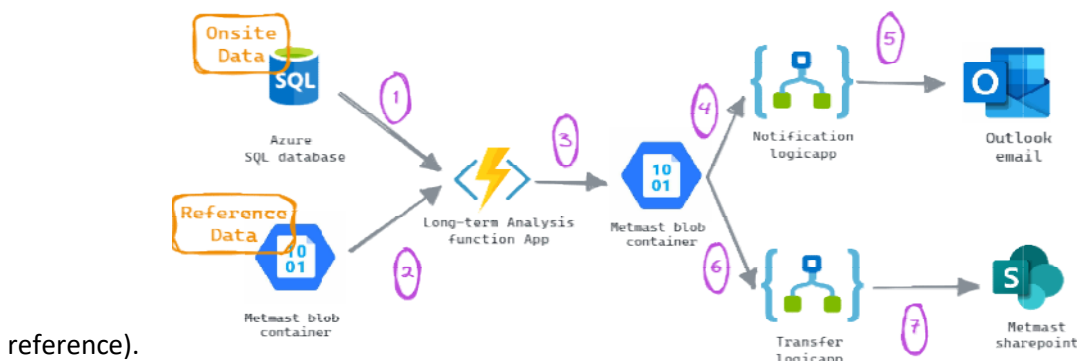 Onsite
Data
SQL
1
Azure
SQL database
Reference
Data
10
01
2
Metmast blob
container
Long-term Analysis
function App
3
10
01
Metmast blob
container
4
Notification
logicapp
5
Outlook
email
6
Transfer
logicapp
7
S
Metmast
sharepoint
reference).